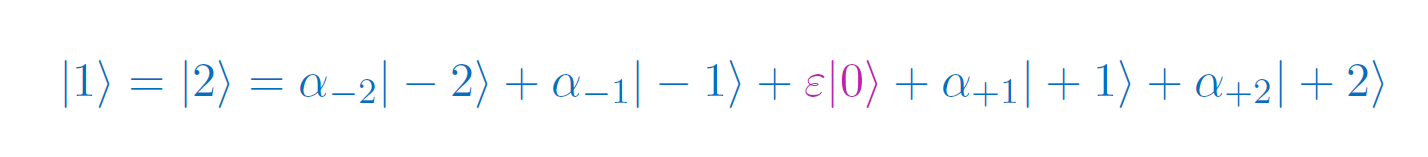 |1⟩ = |2⟩ = α₋₂| − 2⟩ + α₋₁| − 1⟩ + ε|0⟩ + α₊₁| + 1⟩ + α₊₂| + 2⟩